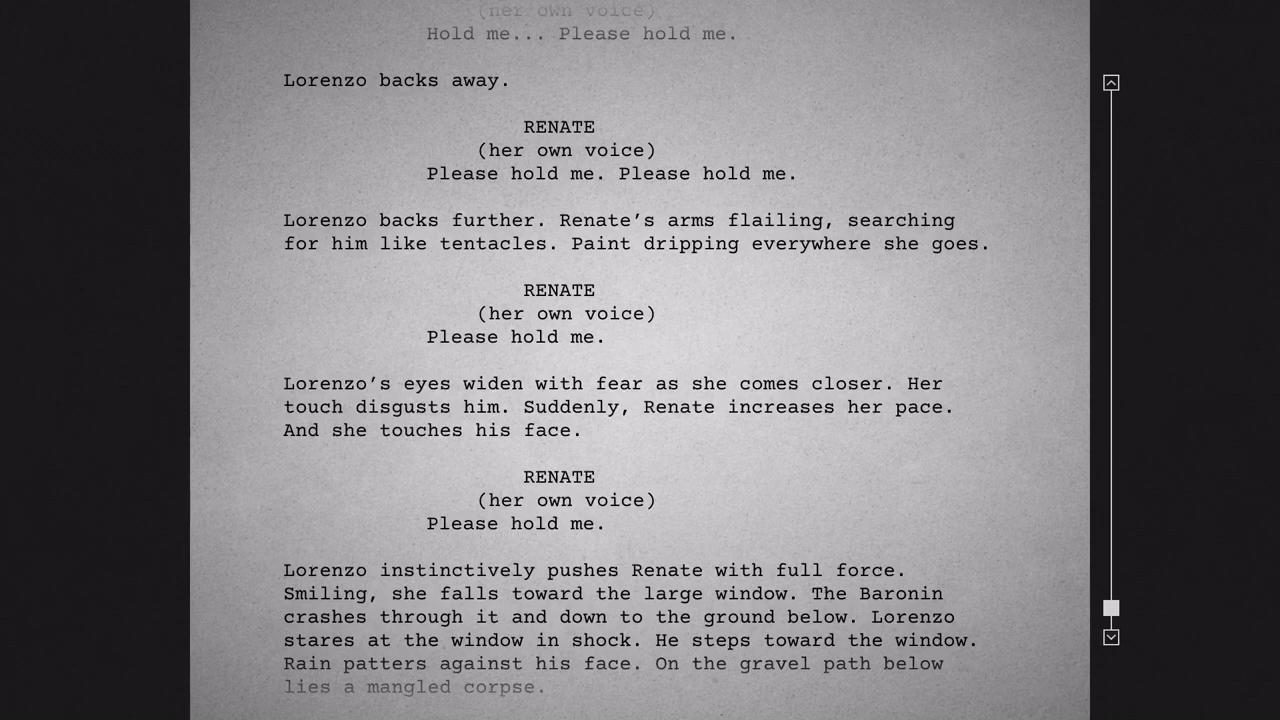 (her own voice)
Hold me... Please hold me.
Lorenzo backs away.
RENATE
(her own voice)
Please hold me. Please hold me.
Lorenzo backs further. Renate’s arms flailing, searching
for him like tentacles. Paint dripping everywhere she goes.
RENATE
(her own voice)
Please hold me.
Lorenzo’s eyes widen with fear as she comes closer. Her
touch disgusts him. Suddenly, Renate increases her pace.
And she touches his face.
RENATE
(her own voice)
Please hold me.
Lorenzo instinctively pushes Renate with full force.
Smiling, she falls toward the large window. The Baronin
crashes through it and down to the ground below. Lorenzo
stares at the window in shock. He steps toward the window.
Rain patters against his face. On the gravel path below
lies a mangled corpse.